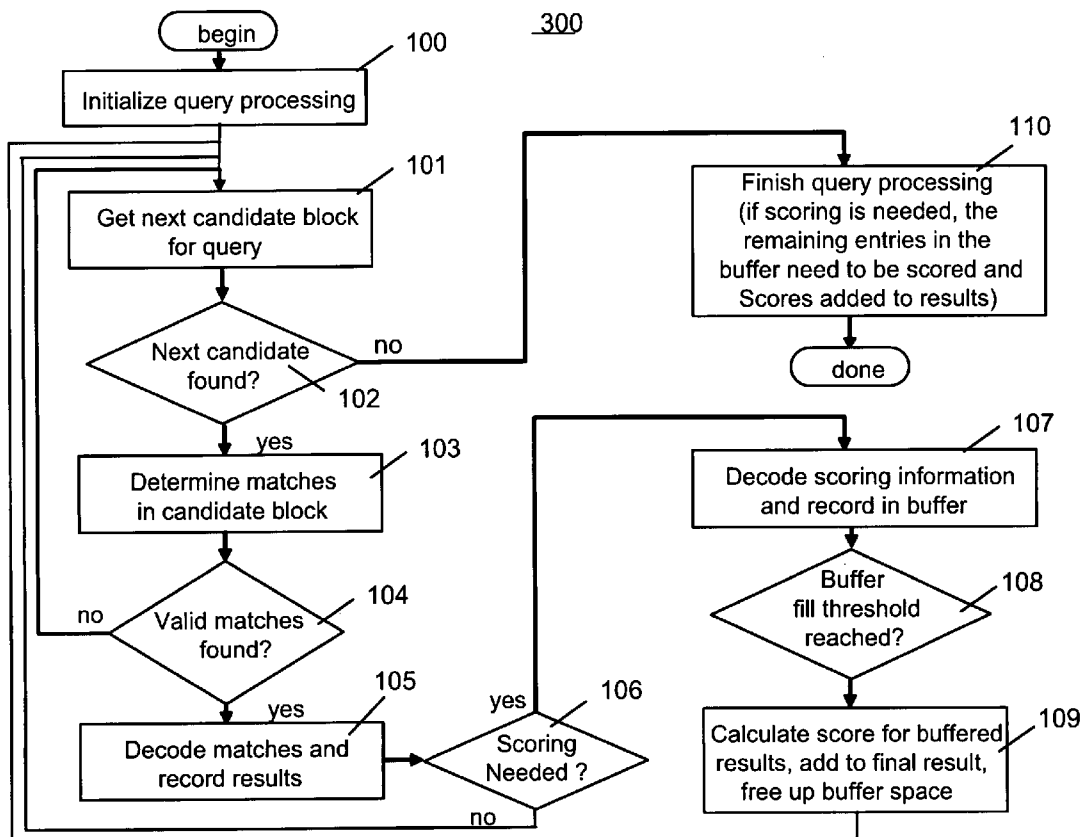 begin
300
100
Initialize query processing
101
Get next candidate block
for query
110
Finish query processing
(if scoring is needed, the
remaining entries in the
buffer need to be scored and
Scores added to results)
done
Next candidate
found?
no
102
yes
103
Determine matches
in candidate block
107
Decode scoring information
and record in buffer
104
Valid matches
found?
no
yes
Buffer
fill threshold
reached?
108
105
Decode matches and
record results
106
yes
Scoring
Needed ?
no
109
Calculate score for buffered
results, add to final result,
free up buffer space